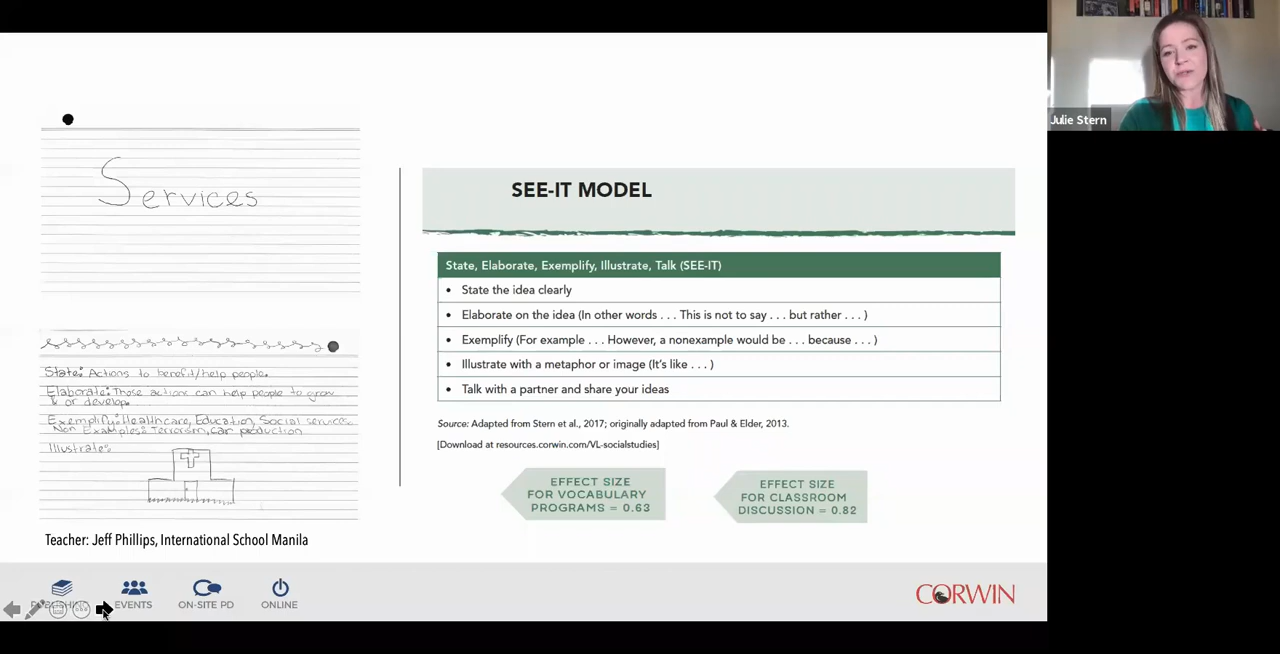 Julie Stern
Services
State: Actions to benefit/help people.
Elaborate: Those actions can help people to grow
& or develop.
Exemplify: Healthcare, Education, Social services.
Non Examples: Terrorism, car production
Illustrate:
Teacher: Jeff Phillips, International School Manila
SEE-IT MODEL
State, Elaborate, Exemplify, Illustrate, Talk (SEE-IT)
• State the idea clearly
• Elaborate on the idea (In other words . . . This is not to say . . . but rather . . . )
• Exemplify (For example . . . However, a nonexample would be . . . because . . . )
• Illustrate with a metaphor or image (It's like . . . )
• Talk with a partner and share your ideas
Source: Adapted from Stern et al., 2017; originally adapted from Paul & Elder, 2013.
[Download at resources.corwin.com/VL-socialstudies]
EFFECT SIZE
FOR VOCABULARY
PROGRAMS = 0.63
EFFECT SIZE
FOR CLASSROOM
DISCUSSION = 0.82
EVENTS
ON-SITE PD
ONLINE
CORWIN